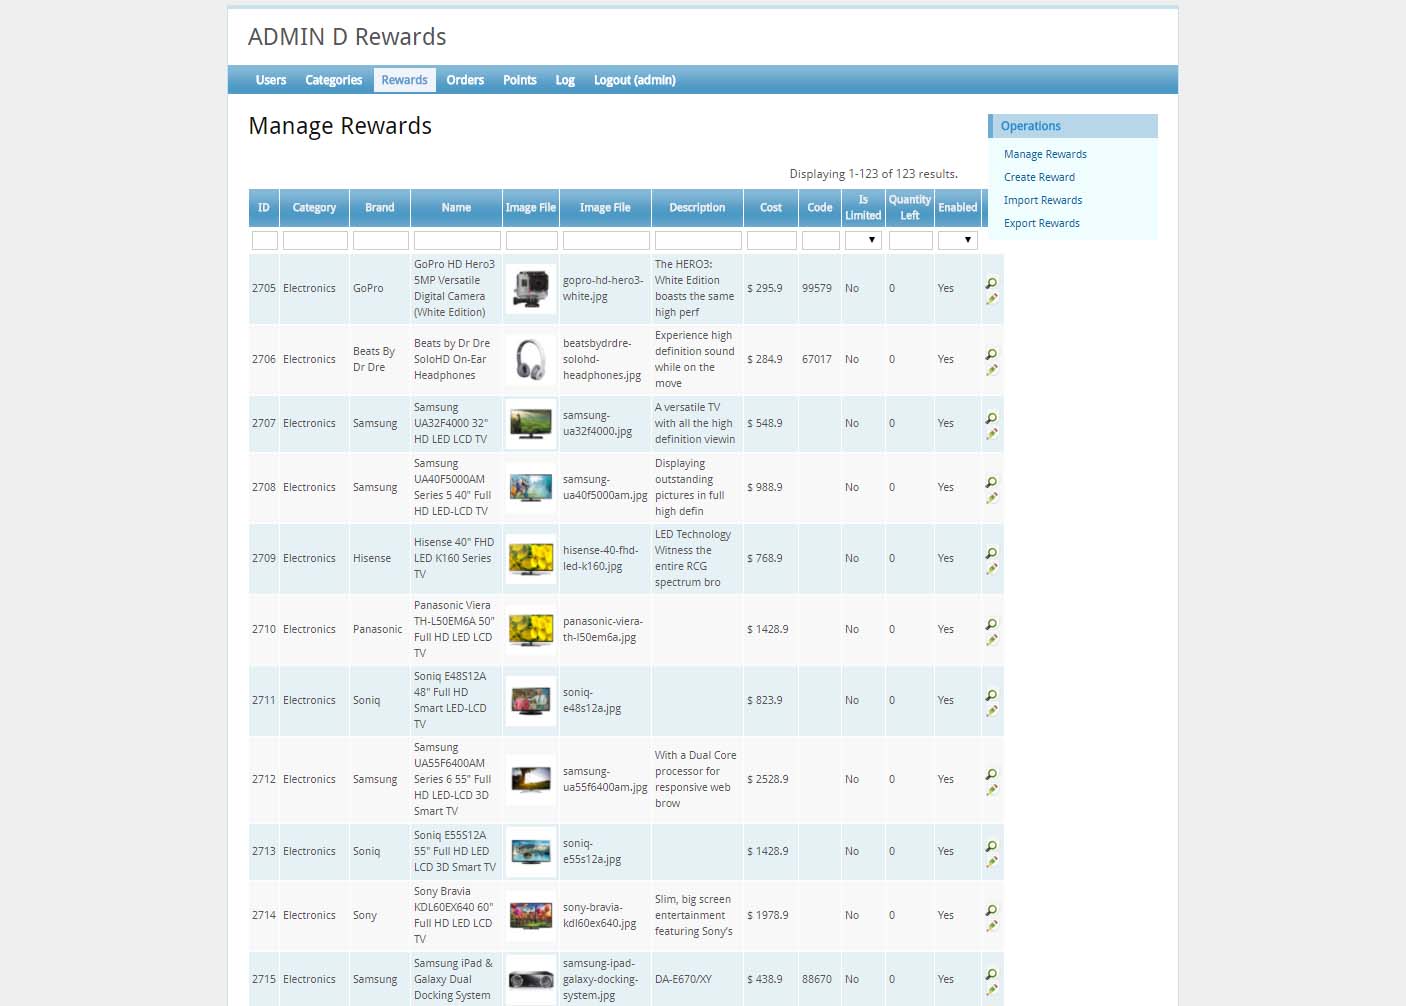 ADMIN D Rewards
Users Categories Rewards Orders Points Log Logout (admin)
Manage Rewards
Operations
Manage Rewards
Create Reward
Import Rewards
Export Rewards
Displaying 1-123 of 123 results.
ID Category Brand Name Image File Image File Description Cost Code Is Limited Quantity Left Enabled
2705 Electronics GoPro GoPro HD Hero3 5MP Versatile Digital Camera (White Edition) gopro-hd-hero3-white.jpg The HERO3: White Edition boasts the same high perf $ 295.9 99579 No 0 Yes
2706 Electronics Beats By Dr Dre Beats by Dr Dre SoloHD On-Ear Headphones beatsbydrdre-solohd-headphones.jpg Experience high definition sound while on the move $ 284.9 67017 No 0 Yes
2707 Electronics Samsung Samsung UA32F4000 32" HD LED LCD TV samsung-ua32f4000.jpg A versatile TV with all the high definition viewin $ 548.9 No 0 Yes
2708 Electronics Samsung Samsung UA40F5000AM Series 5 40" Full HD LED-LCD TV samsung-ua40f5000am.jpg Displaying outstanding pictures in full high defin $ 988.9 No 0 Yes
2709 Electronics Hisense Hisense 40" FHD LED K160 Series TV hisense-40-fhd-led-k160.jpg LED Technology Witness the entire RCG spectrum bro $ 768.9 No 0 Yes
2710 Electronics Panasonic Panasonic Viera TH-L50EM6A 50" Full HD LED LCD TV panasonic-viera-th-l50em6a.jpg $ 1428.9 No 0 Yes
2711 Electronics Soniq Soniq E48S12A 48" Full HD Smart LED-LCD TV soniq-e48s12a.jpg $ 823.9 No 0 Yes
2712 Electronics Samsung Samsung UA55F6400AM Series 6 55" Full HD LED-LCD 3D Smart TV samsung-ua55f6400am.jpg With a Dual Core processor for responsive web brow $ 2528.9 No 0 Yes
2713 Electronics Soniq Soniq E55S12A 55" Full HD LED LCD 3D Smart TV soniq-e55s12a.jpg $ 1428.9 No 0 Yes
2714 Electronics Sony Sony Bravia KDL60EX640 60" Full HD LED LCD TV sony-bravia-kdl60ex640.jpg Slim, big screen entertainment featuring Sony's $ 1978.9 No 0 Yes
2715 Electronics Samsung Samsung iPad & Galaxy Dual Docking System samsung-ipad-galaxy-docking-system.jpg DA-E670/XY $ 438.9 88670 No 0 Yes